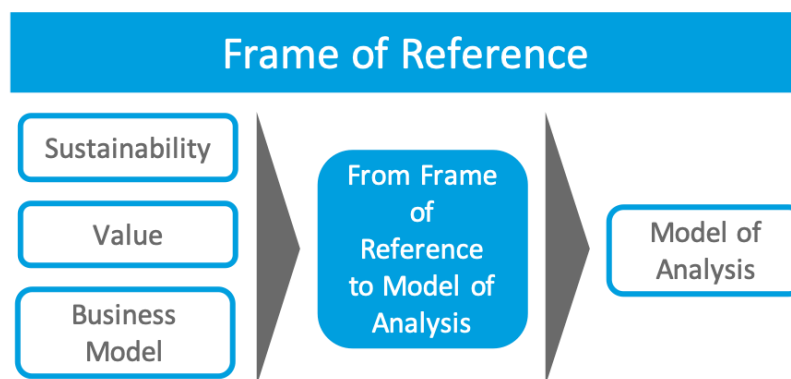 Frame of Reference
Sustainability
Value
Business
Model
From Frame
of
Reference
to Model of
Analysis
Model of
Analysis